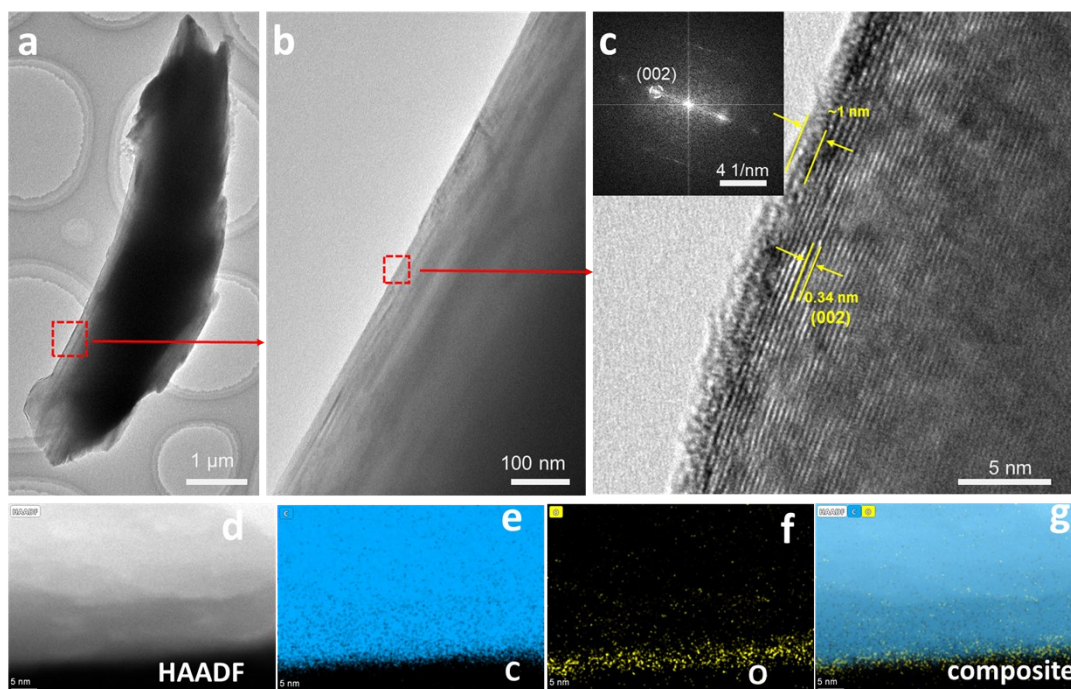 a
1 μm
b
100 nm
c
(002)
4 1/nm
~1 nm
0.34 nm
(002)
5 nm
HAADF
d
HAADF
5 nm
C
e
C
5 nm
O
f
O
5 nm
HAADF C O
g
composite
5 nm